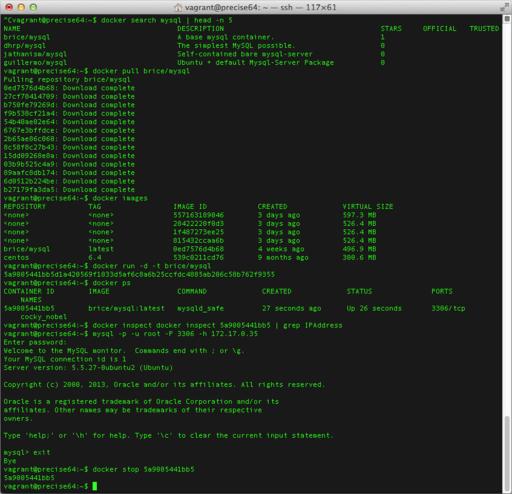 vagrant@precise64: ~ — ssh — 117×61
^Cvagrant@precise64:~$ docker search mysql | head -n 5
NAME DESCRIPTION STARS OFFICIAL TRUSTED
brice/mysql A base mysql container. 1
dhrp/mysql The simplest MySQL possible. 0
jathanism/mysql Self-contained bare mysql-server 0
guillermo/mysql Ubuntu + default Mysql-Server Package 0
vagrant@precise64:~$ docker pull brice/mysql
Pulling repository brice/mysql
0ed7576d4b68: Download complete
27cf78414709: Download complete
b750fe79269d: Download complete
f9b538cf21a4: Download complete
54b40ae02e64: Download complete
6767e3bffdce: Download complete
2b65ae86c068: Download complete
8c58f8c27b43: Download complete
15dd09268e8a: Download complete
03b9b525c4a9: Download complete
89aafc8db174: Download complete
6d0512b224be: Download complete
b27179fa3da5: Download complete
vagrant@precise64:~$ docker images
REPOSITORY TAG IMAGE ID CREATED VIRTUAL SIZE
<none> <none> 557163189046 3 days ago 597.3 MB
<none> <none> 20422220f0d3 3 days ago 526.4 MB
<none> <none> 1f487273ee25 3 days ago 526.4 MB
<none> <none> 815432ccaa6b 3 days ago 526.4 MB
brice/mysql latest 0ed7576d4b68 4 weeks ago 496.9 MB
centos 6.4 539c0211cd76 9 months ago 300.6 MB
vagrant@precise64:~$ docker run -d -t brice/mysql
5a9005441bb5d1a420569f1033d5af6c8a6b25ccfdc4885ab206c58b762f9355
vagrant@precise64:~$ docker ps
CONTAINER ID IMAGE COMMAND CREATED STATUS PORTS
NAMES
5a9005441bb5 brice/mysql:latest mysqld_safe 27 seconds ago Up 26 seconds 3306/tcp
cocky_nobel
vagrant@precise64:~$ docker inspect docker inspect 5a9005441bb5 | grep IPAddress
vagrant@precise64:~$ mysql -p -u root -P 3306 -h 172.17.0.35
Enter password:
Welcome to the MySQL monitor. Commands end with ; or \g.
Your MySQL connection id is 1
Server version: 5.5.27-0ubuntu2 (Ubuntu)
Copyright (c) 2000, 2013, Oracle and/or its affiliates. All rights reserved.
Oracle is a registered trademark of Oracle Corporation and/or its
affiliates. Other names may be trademarks of their respective
owners.
Type 'help;' or '\h' for help. Type '\c' to clear the current input statement.
mysql> exit
Bye
vagrant@precise64:~$ docker stop 5a9005441bb5
5a9005441bb5
vagrant@precise64:~$